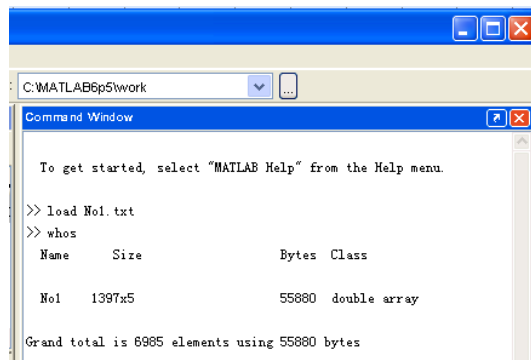 C:\MATLAB6p5\work
...
Command Window
To get started, select "MATLAB Help" from the Help menu.
>> load No1.txt
>> whos
Name Size Bytes Class
No1 1397x5 55880 double array
Grand total is 6985 elements using 55880 bytes